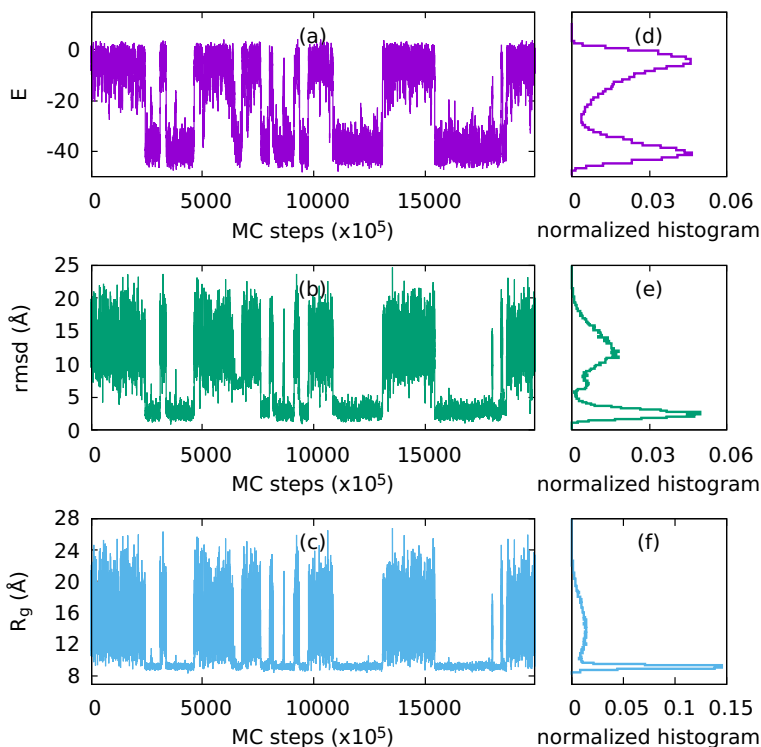 (a)
(d)
E
0
-20
-40
0 5000 10000 15000
0 0.03 0.06
MC steps (x10⁵)
normalized histogram
(b)
(e)
rmsd (Å)
25
20
15
10
5
0
0 5000 10000 15000
0 0.03 0.06
MC steps (x10⁵)
normalized histogram
(c)
(f)
Rg (Å)
28
24
20
16
12
8
0 5000 10000 15000
0 0.05 0.1 0.15
MC steps (x10⁵)
normalized histogram